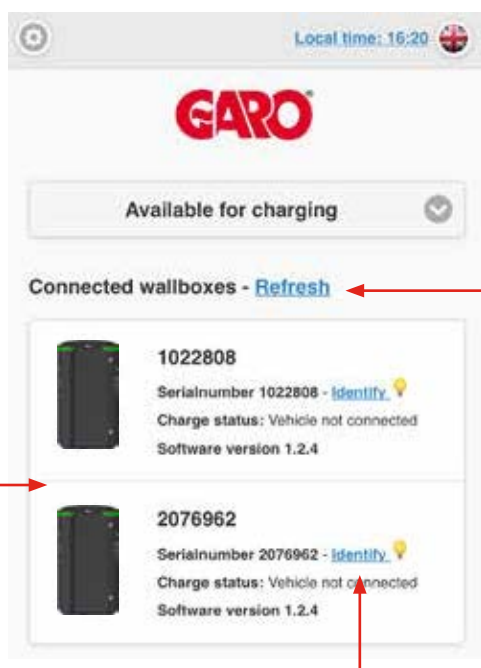 Local time: 16:20
GARO
Available for charging
Connected wallboxes - Refresh
1022808
Serialnumber 1022808 - Identify
Charge status: Vehicle not connected
Software version 1.2.4
2076962
Serialnumber 2076962 - Identify
Charge status: Vehicle not connected
Software version 1.2.4